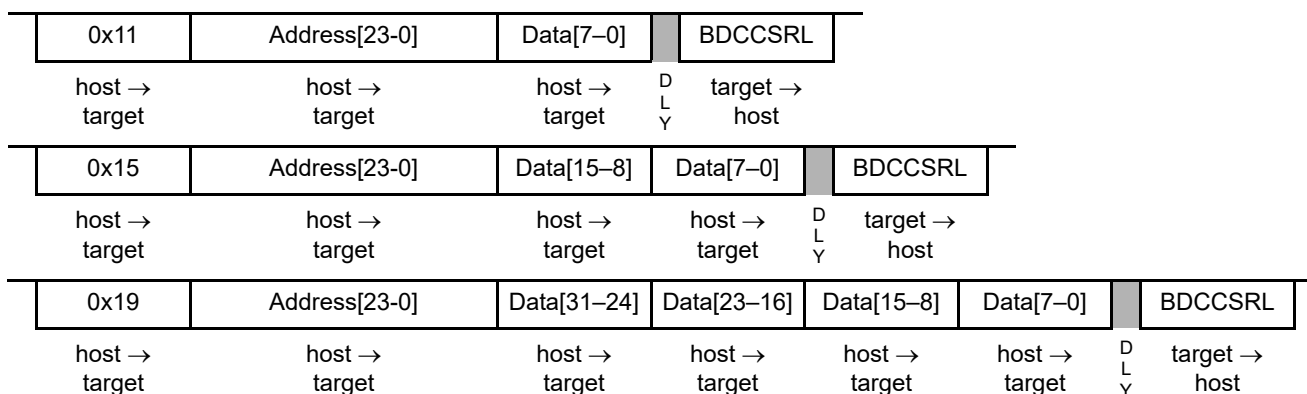 0x11 Address[23-0] Data[7–0] BDCCSRL
host → host → host → D L Y target →
target target target host
0x15 Address[23-0] Data[15–8] Data[7–0] BDCCSRL
host → host → host → host → D L Y target →
target target target target host
0x19 Address[23-0] Data[31–24] Data[23–16] Data[15–8] Data[7–0] BDCCSRL
host → host → host → host → host → host → D L Y target →
target target target target target target host